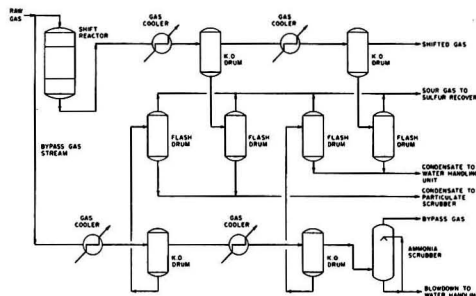 RAW
GAS
SHIFT
REACTOR
GAS
COOLER
K.O
DRUM
GAS
COOLER
K.O
DRUM
SHIFTED GAS
SOUR GAS TO
SULFUR RECOVER
BYPASS GAS
STREAM
FLASH
DRUM
FLASH
DRUM
FLASH
DRUM
FLASH
DRUM
CONDENSATE TO
WATER HANDLING
UNIT
CONDENSATE TO
PARTICULATE
SCRUBBER
GAS
COOLER
K.O
DRUM
GAS
COOLER
K.O
DRUM
BYPASS GAS
AMMONIA
SCRUBBER
BLOWDOWN TO
WATER HANDLING